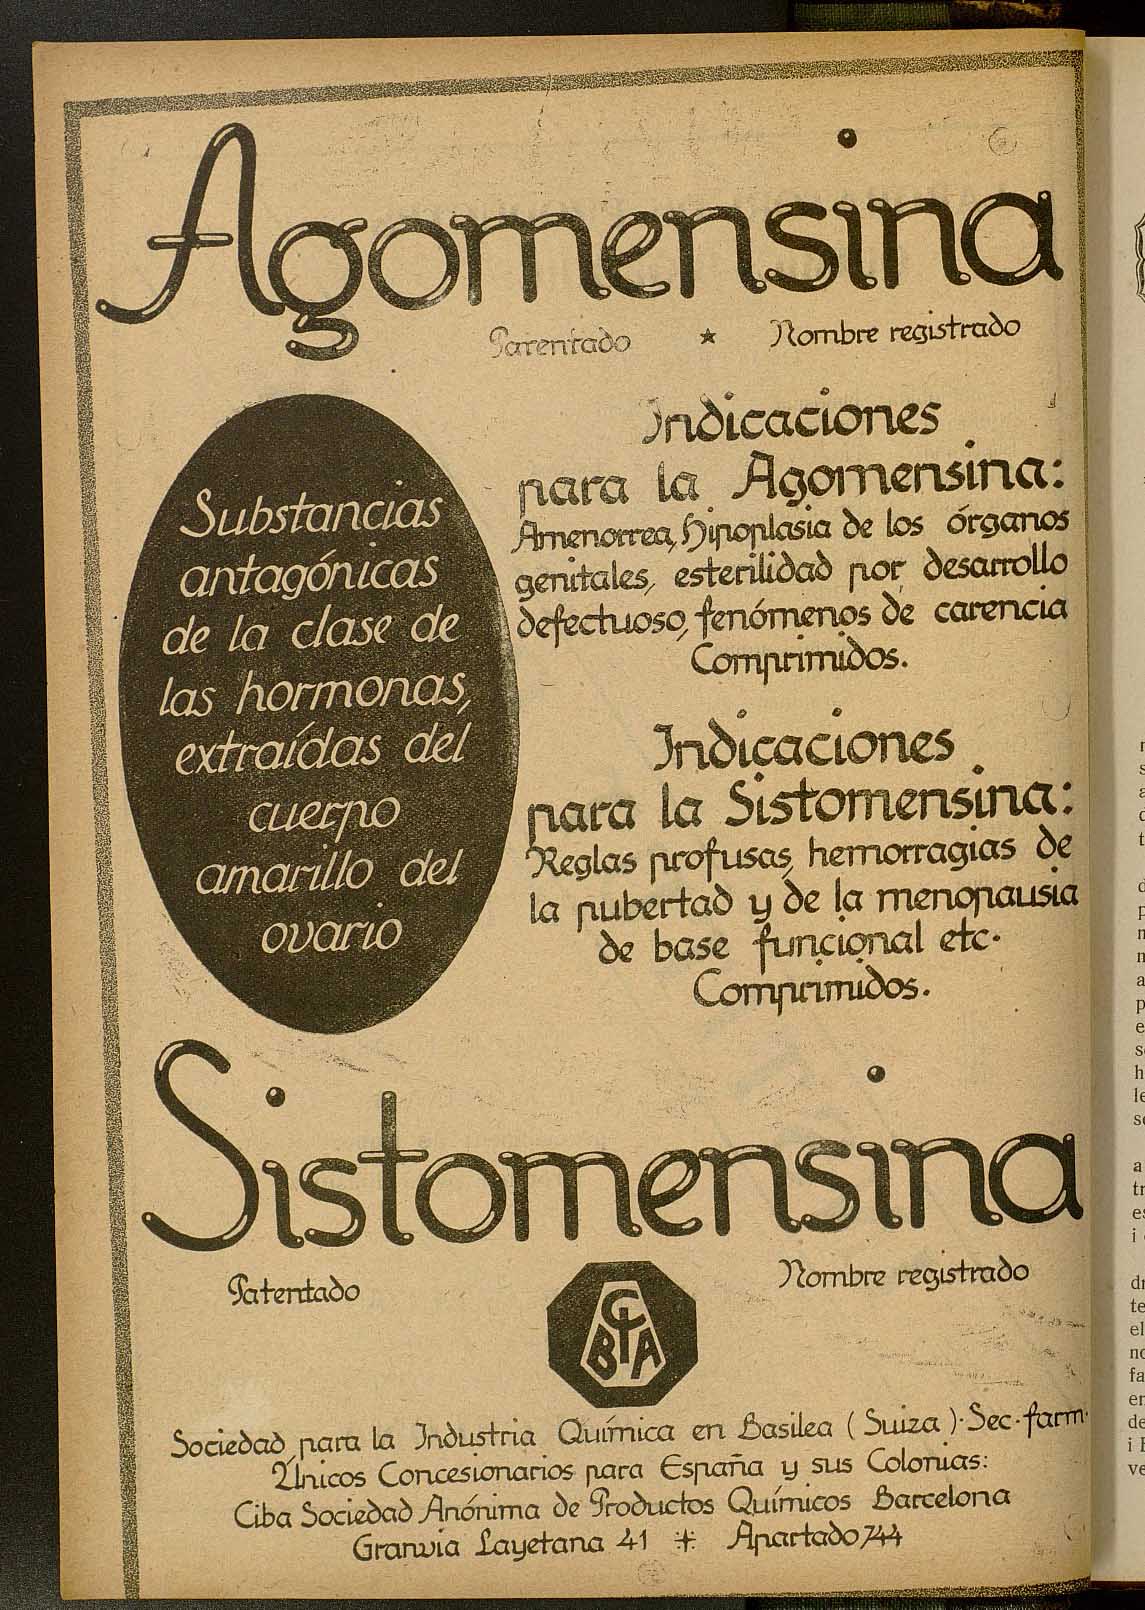 Agomensina
Patentado ★ Nombre registrado
Substancias
antagónicas
de la clase de
las hormonas,
extraídas del
cuerpo
amarillo del
ovario
Indicaciones
para la Agomensina:
Amenorrea, Hipoplasia de los órganos
genitales, esterilidad por desarrollo
defectuoso, fenómenos de carencia
Comprimidos.
Indicaciones
para la Sistomensina:
Reglas profusas, hemorragias de
la pubertad y de la menopausia
de base funcional etc.
Comprimidos.
Sistomensina
Patentado
Nombre registrado
CIBA
Sociedad para la Industria Química en Basilea (Suiza). Sec. farm.
Únicos Concesionarios para España y sus Colonias:
Ciba Sociedad Anónima de Productos Químicos Barcelona
Granvia Layetana 41 Apartado 744